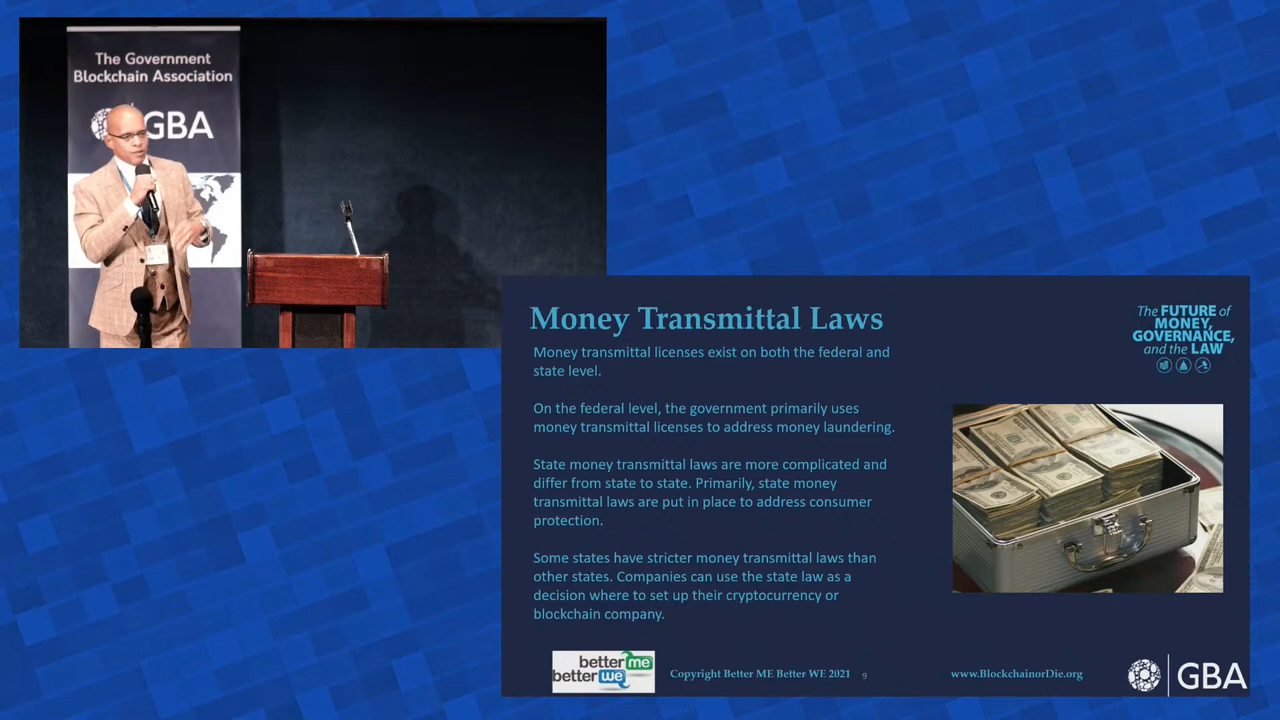 The Government
Blockchain Association
GBA
Money Transmittal Laws
The FUTURE of
MONEY,
GOVERNANCE,
and the LAW
Money transmittal licenses exist on both the federal and
state level.
On the federal level, the government primarily uses
money transmittal licenses to address money laundering.
State money transmittal laws are more complicated and
differ from state to state. Primarily, state money
transmittal laws are put in place to address consumer
protection.
Some states have stricter money transmittal laws than
other states. Companies can use the state law as a
decision where to set up their cryptocurrency or
blockchain company.
better me
better we
Copyright Better ME Better WE 2021
9
www.BlockchainorDie.org
GBA